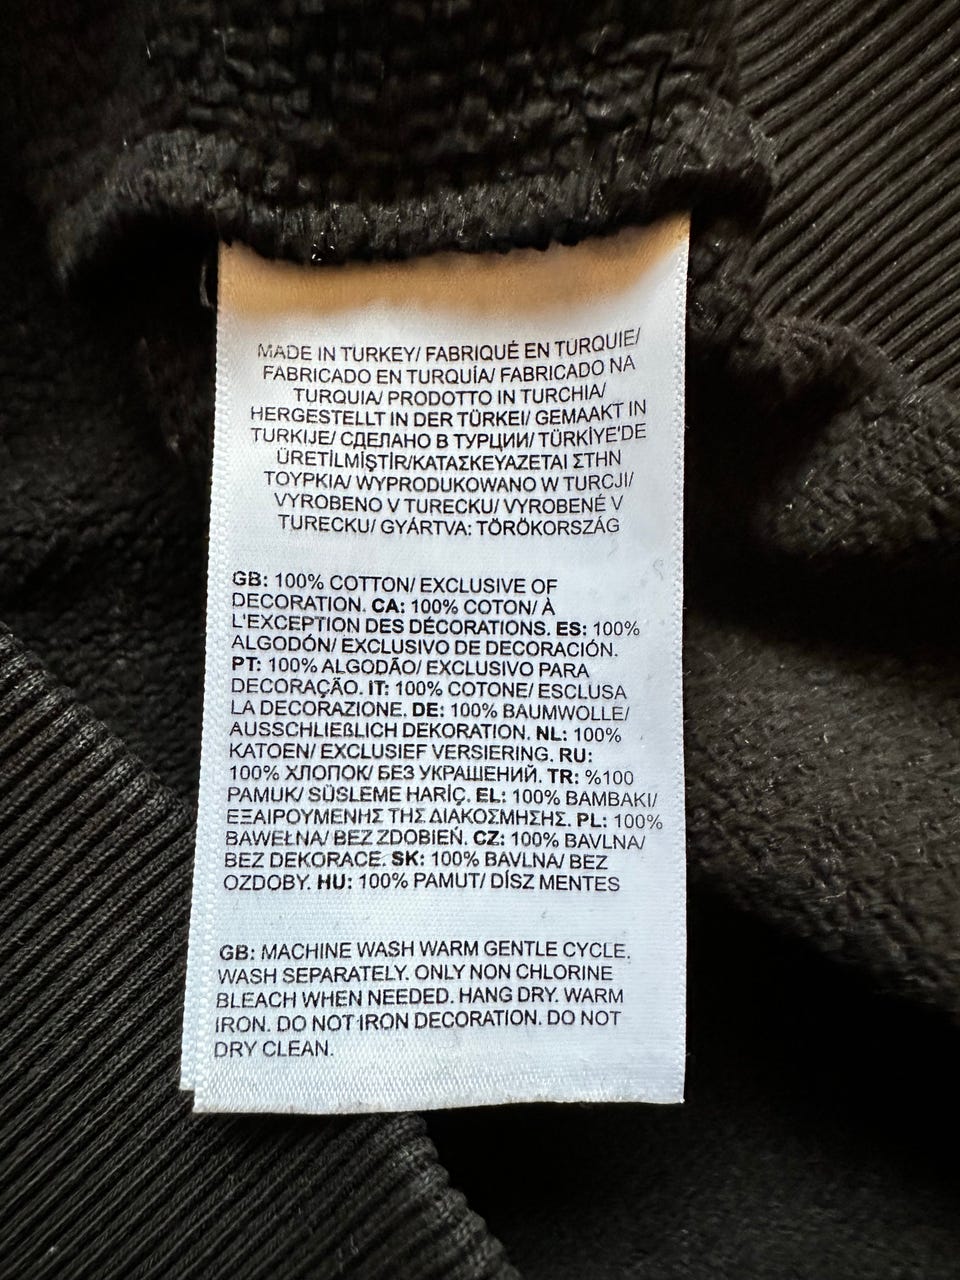 MADE IN TURKEY/ FABRIQUÉ EN TURQUIE/
FABRICADO EN TURQUÍA/ FABRICADO NA
TURQUIA/ PRODOTTO IN TURCHIA/
HERGESTELLT IN DER TÜRKEI/ GEMAAKT IN
TURKIJE/ СДЕЛАНО В ТУРЦИИ/ TÜRKİYE'DE
ÜRETİLMİŞTİR/ΚΑΤΑΣΚΕΥΑΖΕΤΑΙ ΣΤΗΝ
ΤΟΥΡΚΙΑ/ WYPRODUKOWANO W TURCJI/
VYROBENO V TURECKU/ VYROBENÉ V
TURECKU/ GYÁRTVA: TÖRÖKORSZÁG
GB: 100% COTTON/ EXCLUSIVE OF
DECORATION. CA: 100% COTON/ À
L'EXCEPTION DES DÉCORATIONS. ES: 100%
ALGODÓN/ EXCLUSIVO DE DECORACIÓN.
PT: 100% ALGODÃO/ EXCLUSIVO PARA
DECORAÇÃO. IT: 100% COTONE/ ESCLUSA
LA DECORAZIONE. DE: 100% BAUMWOLLE/
AUSSCHLIEßLICH DEKORATION. NL: 100%
KATOEN/ EXCLUSIEF VERSIERING. RU:
100% ХЛОПОК/ БЕЗ УКРАШЕНИЙ. TR: %100
PAMUK/ SÜSLEME HARİÇ. EL: 100% ΒΑΜΒΑΚΙ/
ΕΞΑΙΡΟΥΜΕΝΗΣ ΤΗΣ ΔΙΑΚΟΣΜΗΣΗΣ. PL: 100%
BAWEŁNA/ BEZ ZDOBIEŃ. CZ: 100% BAVLNA/
BEZ DEKORACE. SK: 100% BAVLNA/ BEZ
OZDOBY. HU: 100% PAMUT/ DÍSZ MENTES
GB: MACHINE WASH WARM GENTLE CYCLE.
WASH SEPARATELY. ONLY NON CHLORINE
BLEACH WHEN NEEDED. HANG DRY. WARM
IRON. DO NOT IRON DECORATION. DO NOT
DRY CLEAN.